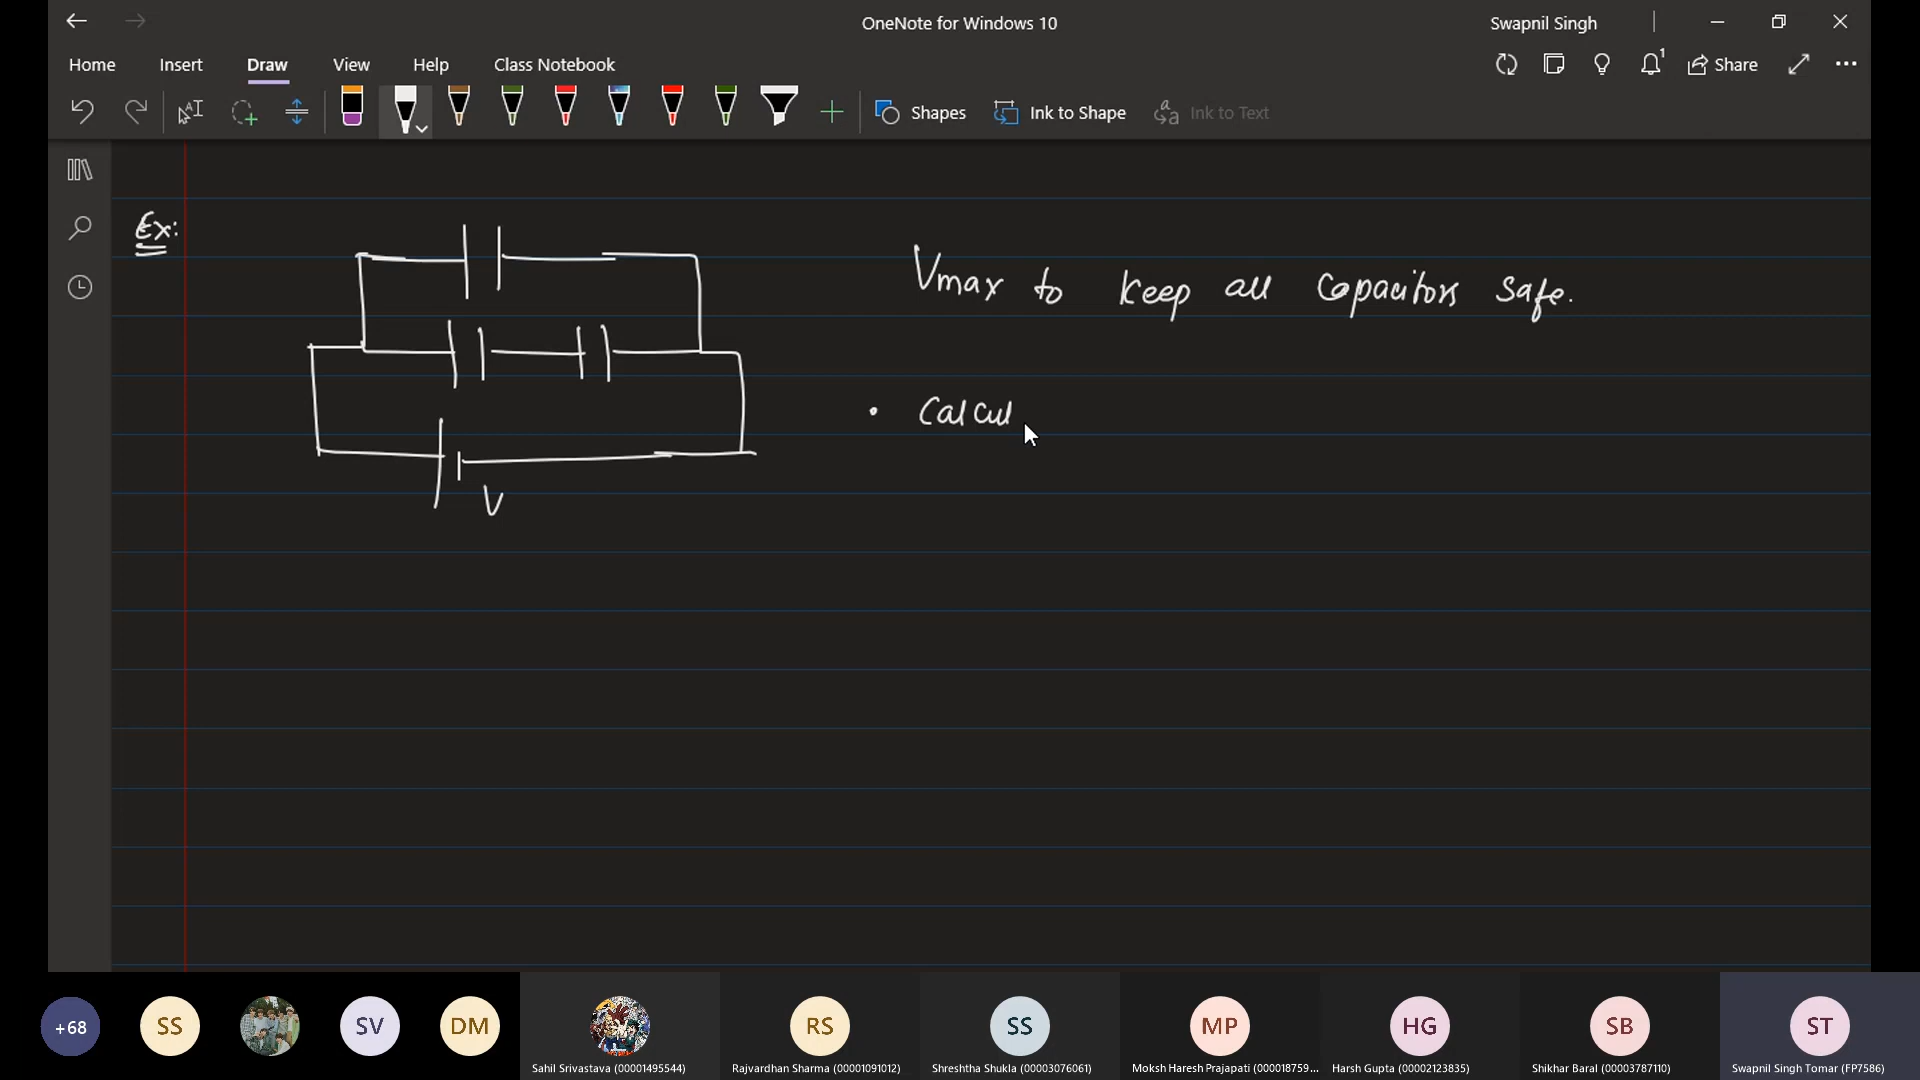 OneNote for Windows 10
Swapnil Singh
Home Insert Draw View Help Class Notebook
Share
Shapes Ink to Shape Ink to Text
Ex:
Vmax to keep all capacitors safe.
• Calcul
V
+68 SS SV DM RS SS MP HG SB ST
Sahil Srivastava (00001495544) Rajvardhan Sharma (00001091012) Shreshtha Shukla (00003076061) Moksh Haresh Prajapati (000018759... Harsh Gupta (00002123835) Shikhar Baral (00003787110) Swapnil Singh Tomar (FP7586)